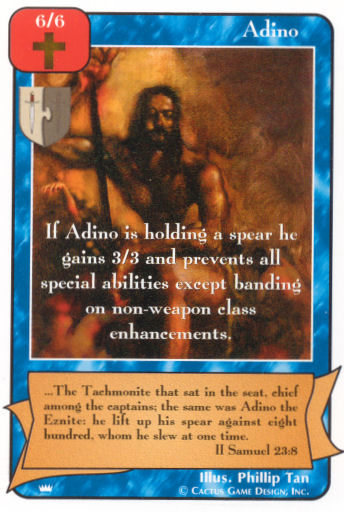 6/6
Adino
If Adino is holding a spear he
gains 3/3 and prevents all
special abilities except banding
on non-weapon class
enhancements.
...The Tachmonite that sat in the seat, chief
among the captains; the same was Adino the
Eznite: he lift up his spear against eight
hundred, whom he slew at one time.
II Samuel 23:8
Illus. Phillip Tan
© Cactus Game Design, Inc.